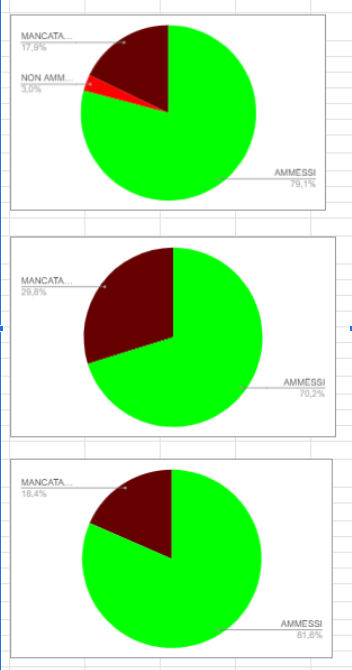 MANCATA...
17,9%
NON AMM...
3,0%
AMMESSI
79,1%
MANCATA...
29,8%
AMMESSI
70,2%
MANCATA...
18,4%
AMMESSI
81,6%